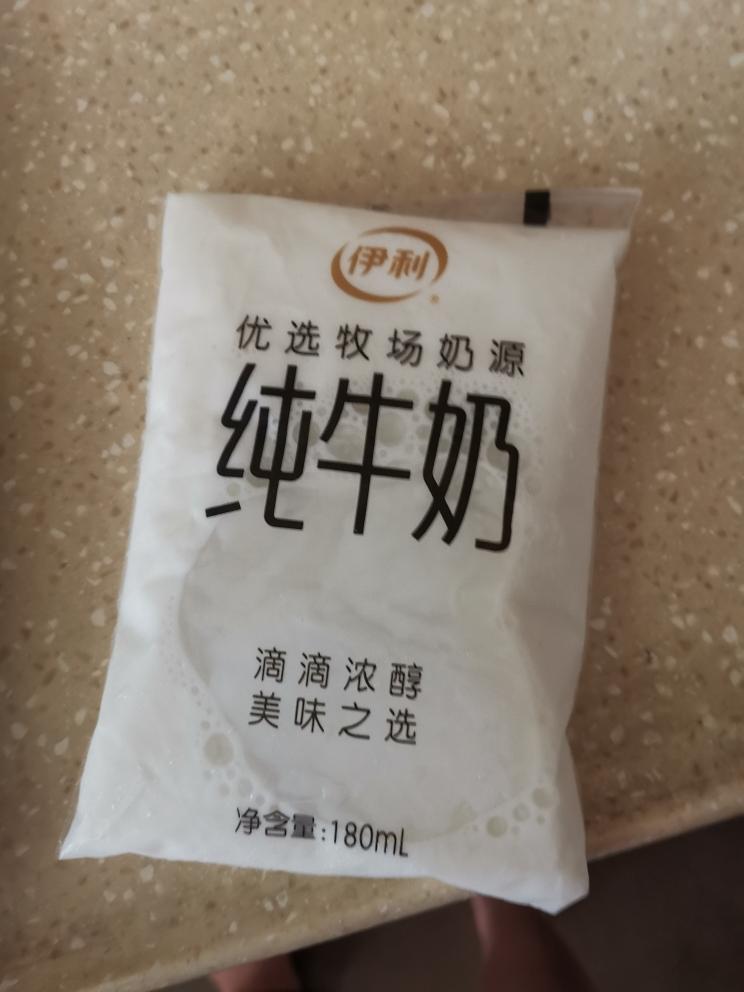 伊利
优选牧场奶源
纯牛奶
滴滴浓醇
美味之选
净含量:180mL